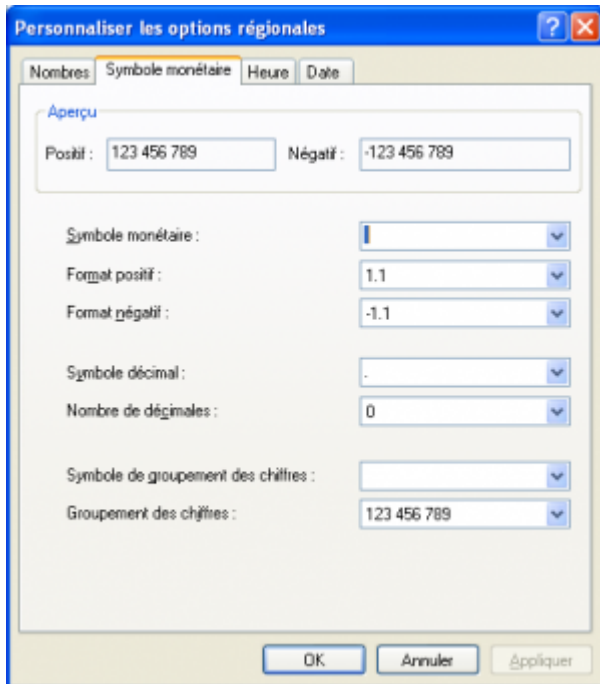 Personnaliser les options régionales
Nombres Symbole monétaire Heure Date
Aperçu
Positif : 123 456 789 Négatif : -123 456 789
Symbole monétaire :
Format positif : 1.1
Format négatif : -1.1
Symbole décimal : .
Nombre de décimales : 0
Symbole de groupement des chiffres :
Groupement des chiffres : 123 456 789
OK Annuler Appliquer